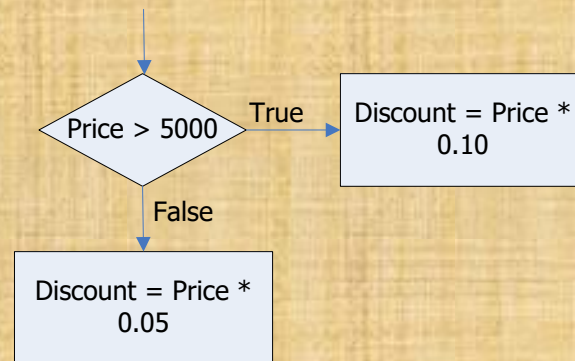 Price > 5000
True
Discount = Price *
0.10
False
Discount = Price *
0.05